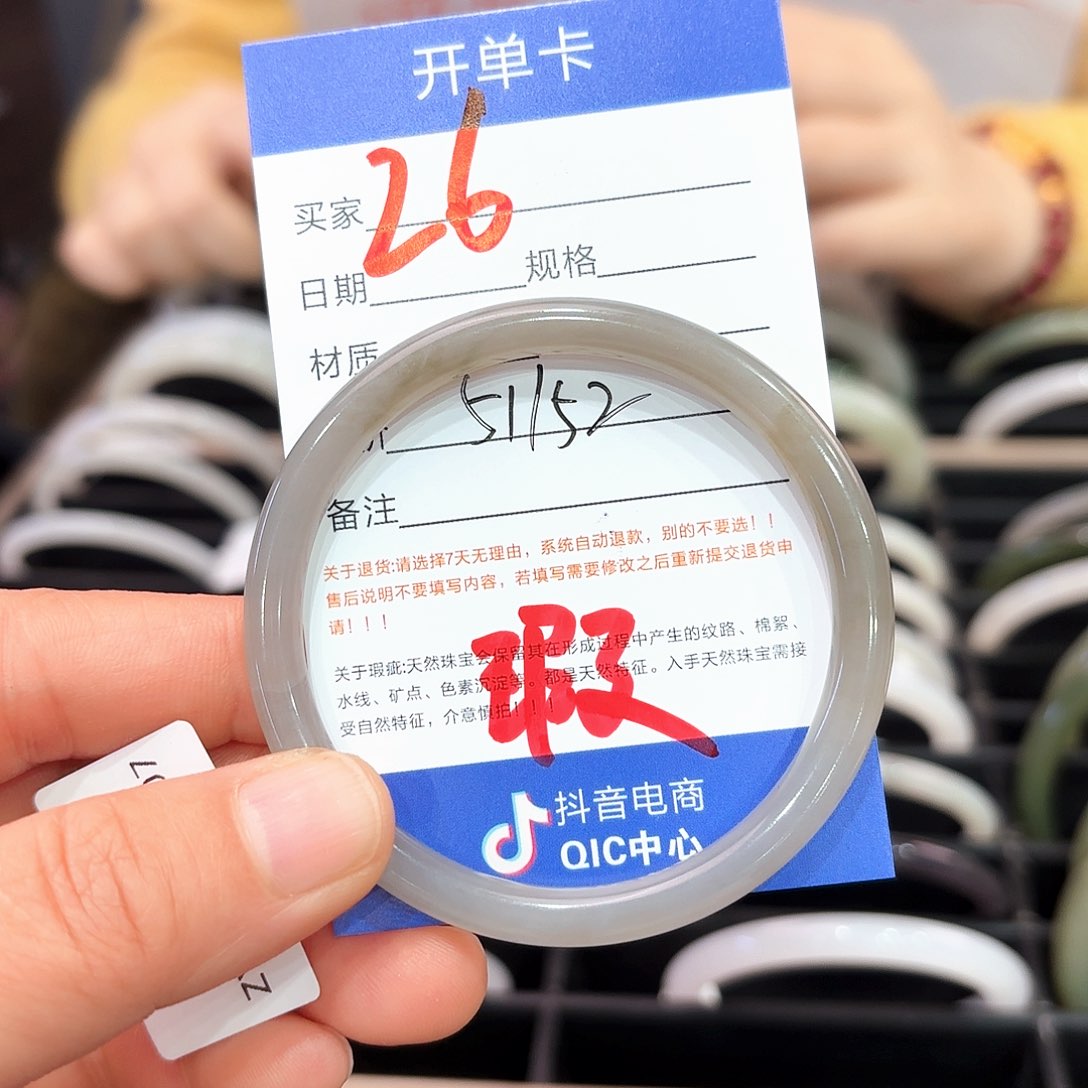 开单卡
26
买家
日期 规格
材质
51/52
备注
关于退货:请选择7天无理由，系统自动退款，别的不要选！！
售后说明不要填写内容，若填写需要修改之后重新提交退货申
请！！！
瑕
关于瑕疵:天然珠宝会保留其在形成过程中产生的纹路、棉絮、
水线、矿点、色素沉淀等。都是天然特征。入手天然珠宝需接
受自然特征，介意慎拍！！！
抖音电商
QIC中心